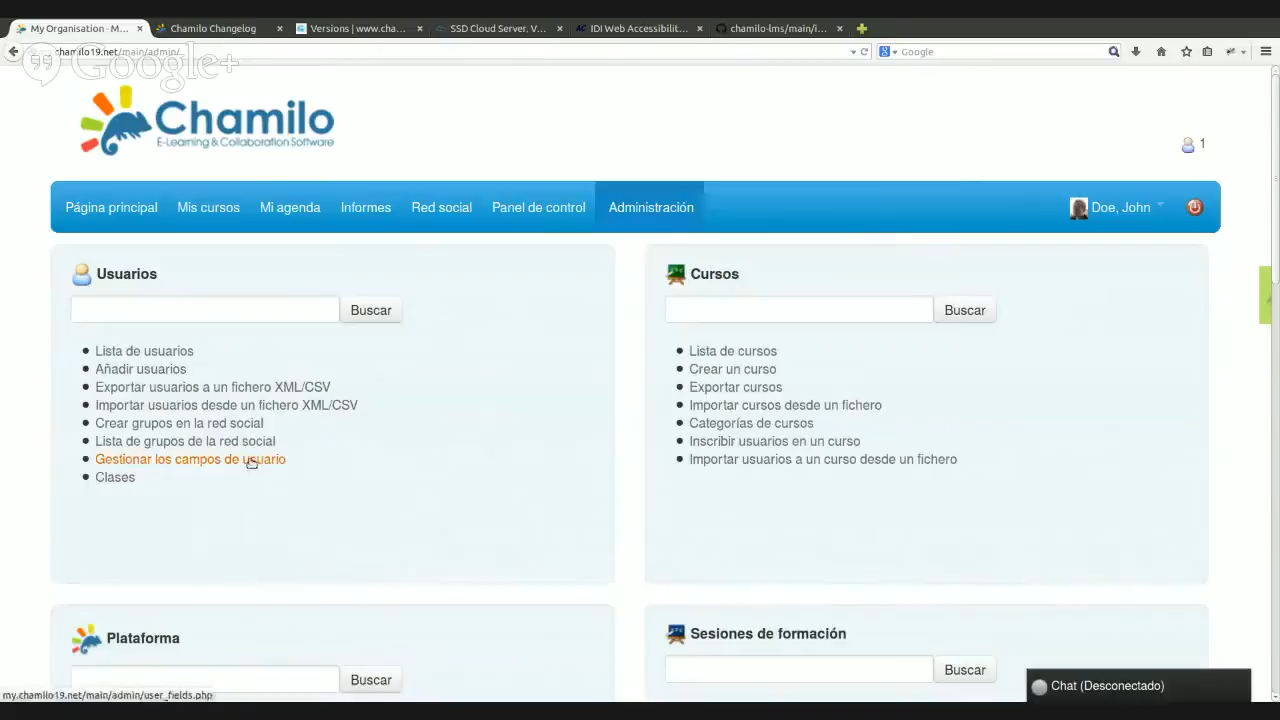 My Organisation - M...
Chamilo Changelog
Versions | www.cha...
SSD Cloud Server, V...
IDI Web Accessibilit...
chamilo-lms/main/i...
chamilo19.net/main/admin/
Google
Google+
Chamilo
E-Learning & Collaboration Software
1
Página principal
Mis cursos
Mi agenda
Informes
Red social
Panel de control
Administración
Doe, John
Usuarios
Buscar
Lista de usuarios
Añadir usuarios
Exportar usuarios a un fichero XML/CSV
Importar usuarios desde un fichero XML/CSV
Crear grupos en la red social
Lista de grupos de la red social
Gestionar los campos de usuario
Clases
Cursos
Buscar
Lista de cursos
Crear un curso
Exportar cursos
Importar cursos desde un fichero
Categorías de cursos
Inscribir usuarios en un curso
Importar usuarios a un curso desde un fichero
Plataforma
Buscar
Sesiones de formación
Buscar
Chat (Desconectado)
my.chamilo19.net/main/admin/user_fields.php